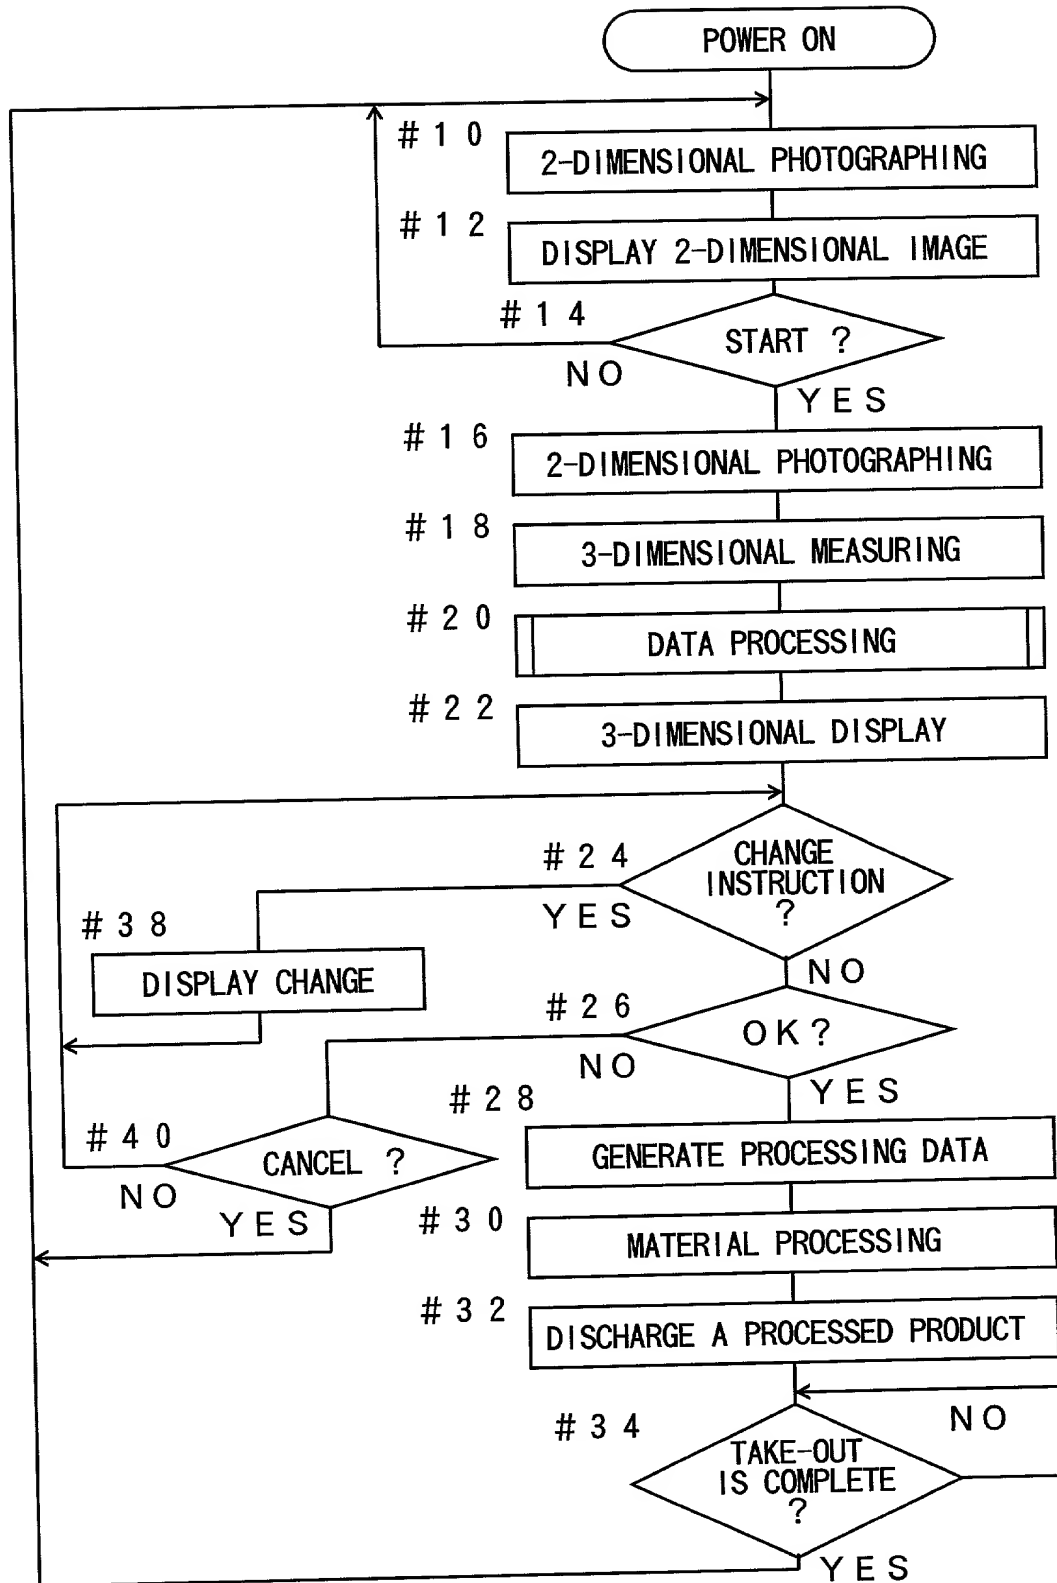 POWER ON
#10
2-DIMENSIONAL PHOTOGRAPHING
#12
DISPLAY 2-DIMENSIONAL IMAGE
#14
START ?
NO
YES
#16
2-DIMENSIONAL PHOTOGRAPHING
#18
3-DIMENSIONAL MEASURING
#20
DATA PROCESSING
#22
3-DIMENSIONAL DISPLAY
#24
CHANGE
INSTRUCTION
?
YES
NO
#38
DISPLAY CHANGE
#26
OK?
NO
YES
#28
GENERATE PROCESSING DATA
#40
CANCEL ?
NO
YES
#30
MATERIAL PROCESSING
#32
DISCHARGE A PROCESSED PRODUCT
NO
#34
TAKE-OUT
IS COMPLETE
?
YES